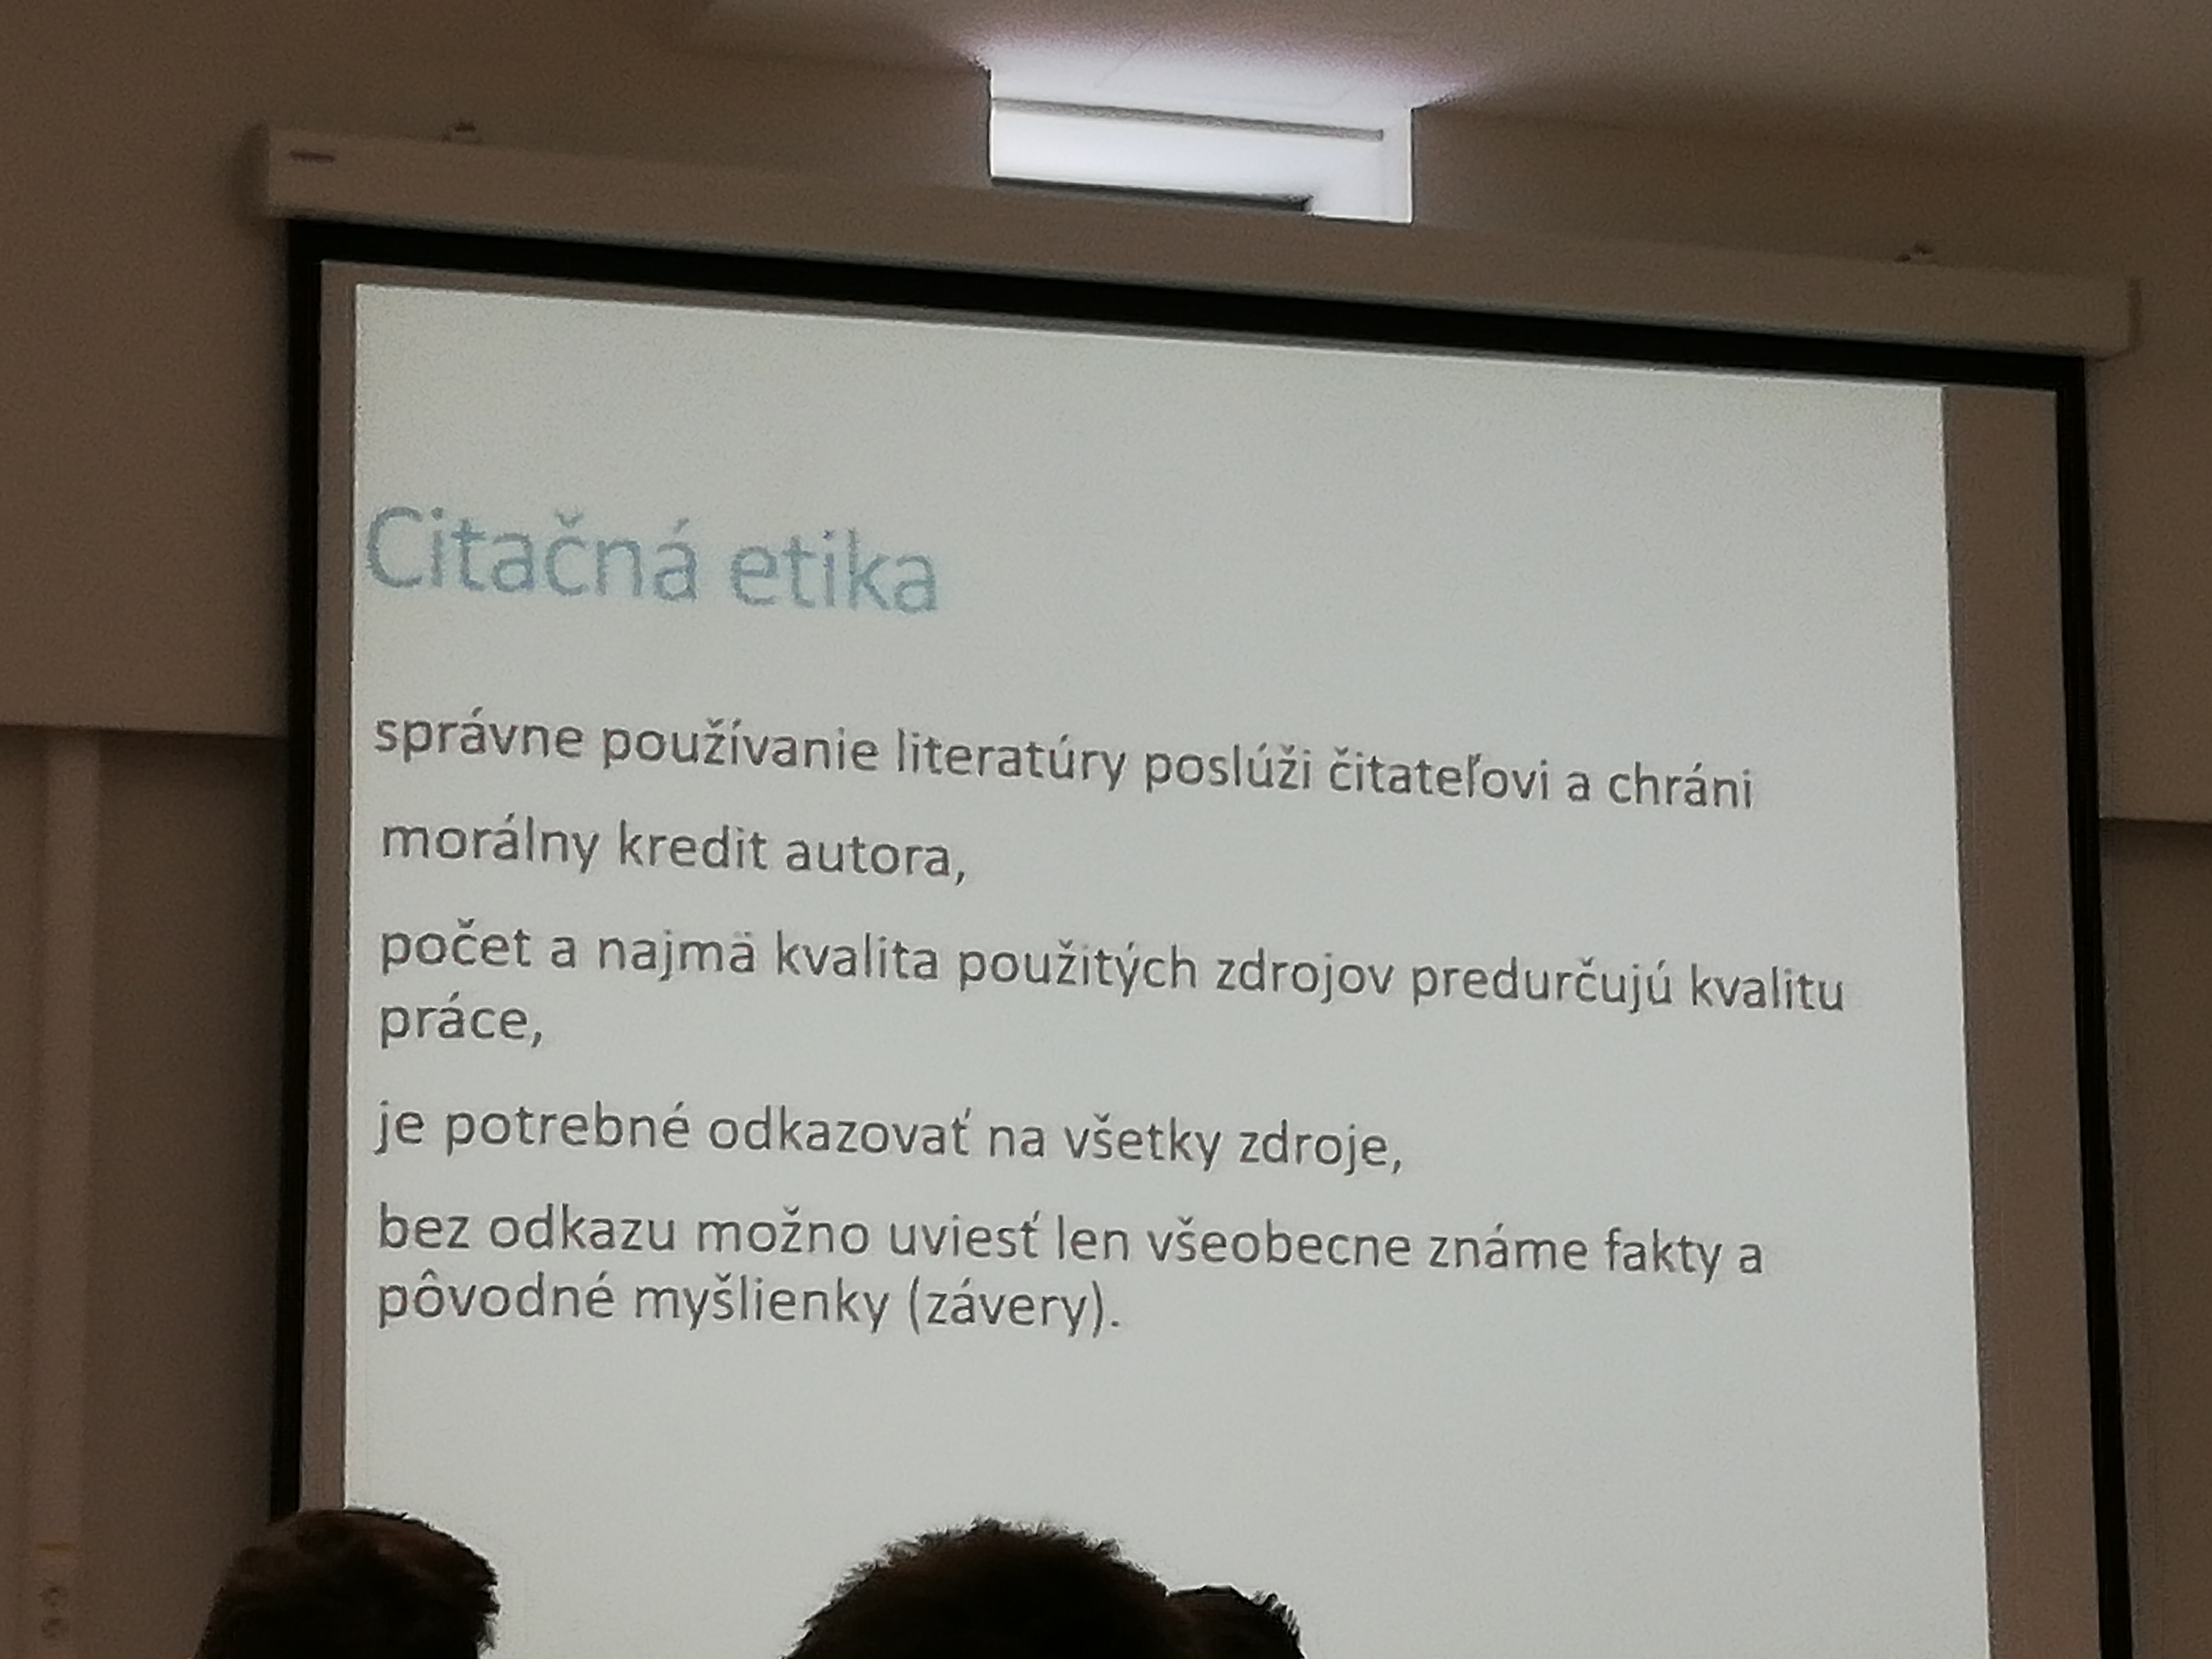 Citačná etika
správne používanie literatúry poslúži čitateľovi a chráni
morálny kredit autora,
počet a najmä kvalita použitých zdrojov predurčujú kvalitu
práce,
je potrebné odkazovať na všetky zdroje,
bez odkazu možno uviesť len všeobecne známe fakty a
pôvodné myšlienky (závery).